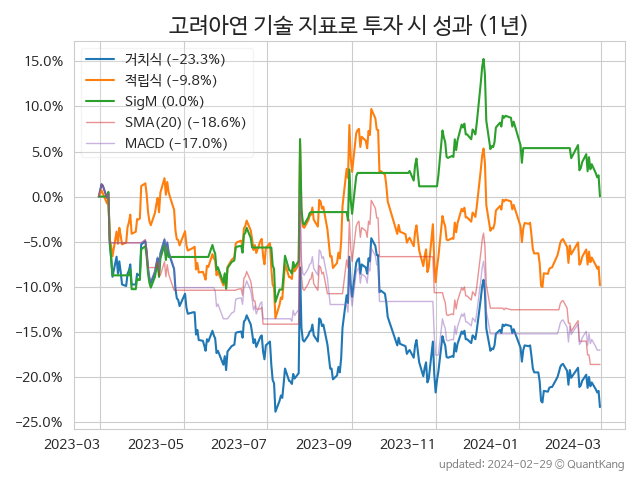 고려아연 기술 지표로 투자 시 성과 (1년)
거치식 (−23.3%)
적립식 (−9.8%)
SigM (0.0%)
SMA(20) (−18.6%)
MACD (−17.0%)
15.0%
10.0%
5.0%
0.0%
−5.0%
−10.0%
−15.0%
−20.0%
−25.0%
2023-03 2023-05 2023-07 2023-09 2023-11 2024-01 2024-03
updated: 2024-02-29 ⓒ QuantKang